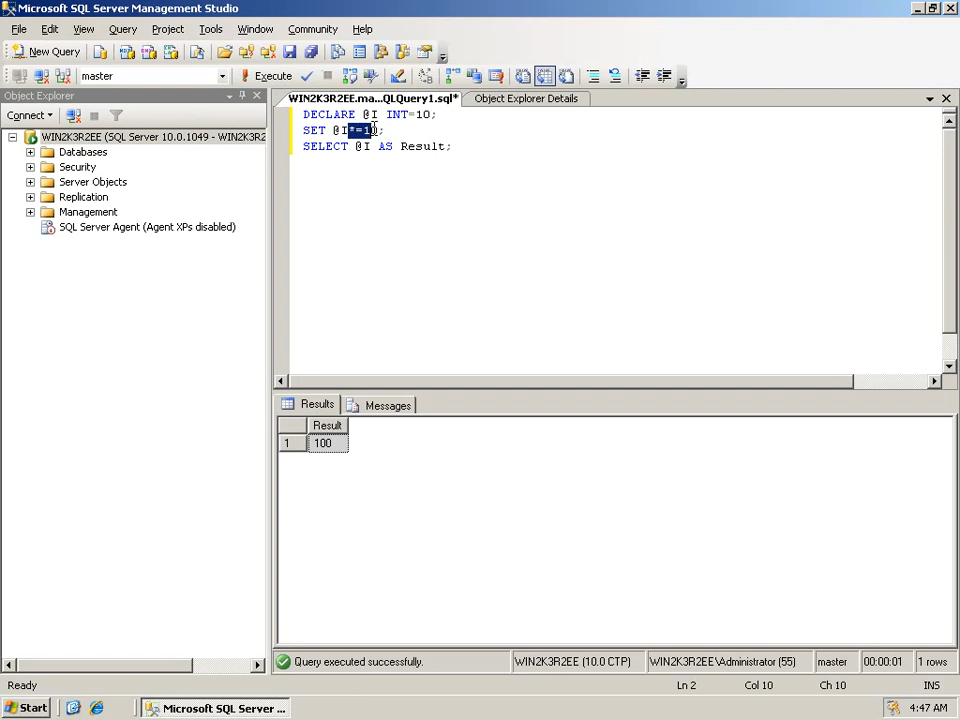 Microsoft SQL Server Management Studio
File Edit View Query Project Tools Window Community Help
New Query
master Execute
Object Explorer
WIN2K3R2EE.ma...QLQuery1.sql* Object Explorer Details
Connect
WIN2K3R2EE (SQL Server 10.0.1049 - WIN2K3R2
Databases
Security
Server Objects
Replication
Management
SQL Server Agent (Agent XPs disabled)
DECLARE @I INT=10;
SET @I*=10;
SELECT @I AS Result;
Results Messages
Result
1 100
Query executed successfully. WIN2K3R2EE (10.0 CTP) WIN2K3R2EE\Administrator (55) master 00:00:01 1 rows
Ready Ln 2 Col 10 Ch 10 INS
Start Microsoft SQL Server ... 4:47 AM